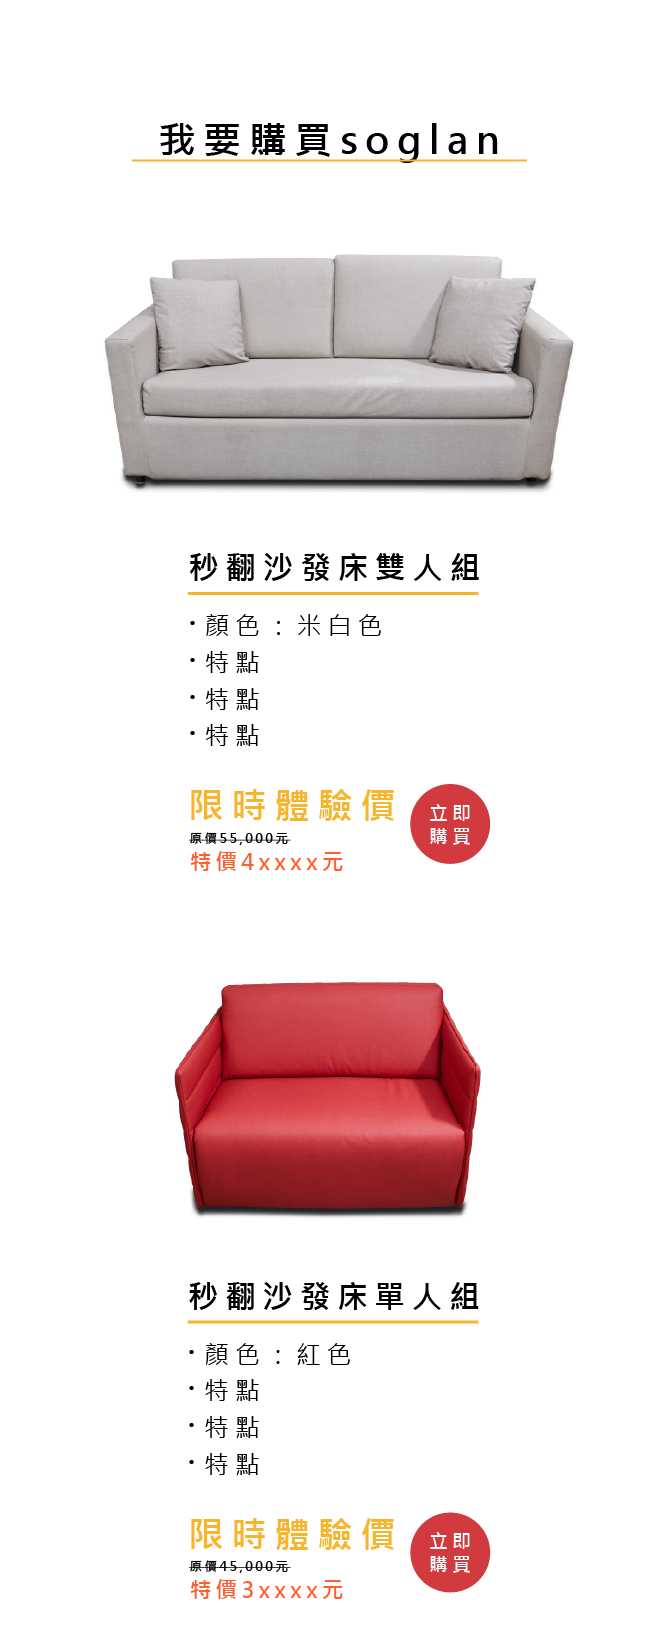 我要購買soglan
秒翻沙發床雙人組
・顏色：米白色
・特點
・特點
・特點
限時體驗價
原價55,000元
特價4xxxx元
立即
購買
秒翻沙發床單人組
・顏色：紅色
・特點
・特點
・特點
限時體驗價
原價45,000元
特價3xxxx元
立即
購買